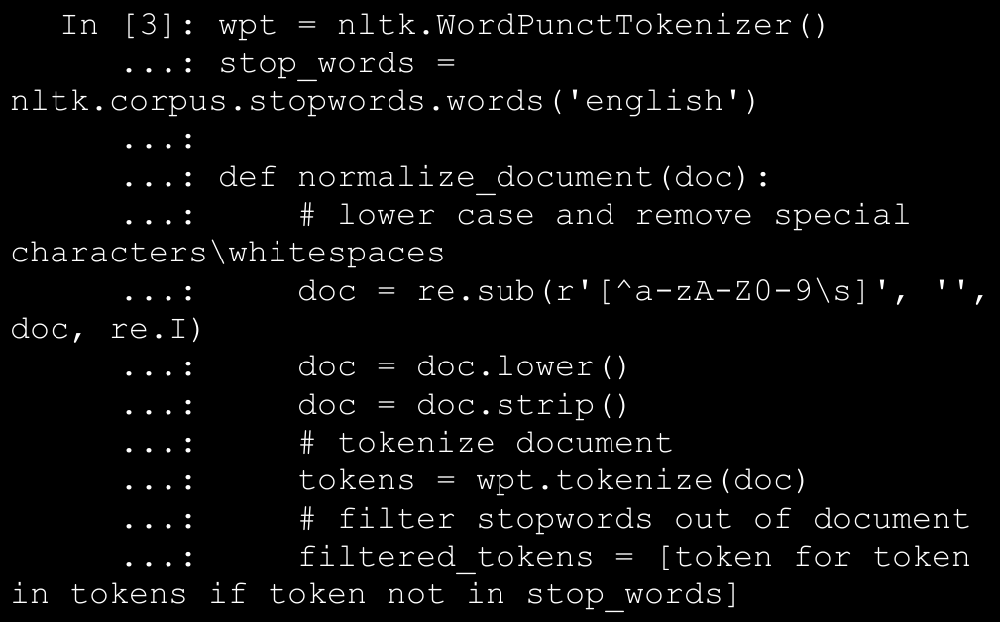 In [3]: wpt = nltk.WordPunctTokenizer()
...: stop_words =
nltk.corpus.stopwords.words('english')
...:
...: def normalize_document(doc):
...:     # lower case and remove special
characters\whitespaces
...:     doc = re.sub(r'[^a-zA-Z0-9\s]', '',
doc, re.I)
...:     doc = doc.lower()
...:     doc = doc.strip()
...:     # tokenize document
...:     tokens = wpt.tokenize(doc)
...:     # filter stopwords out of document
...:     filtered_tokens = [token for token
in tokens if token not in stop_words]